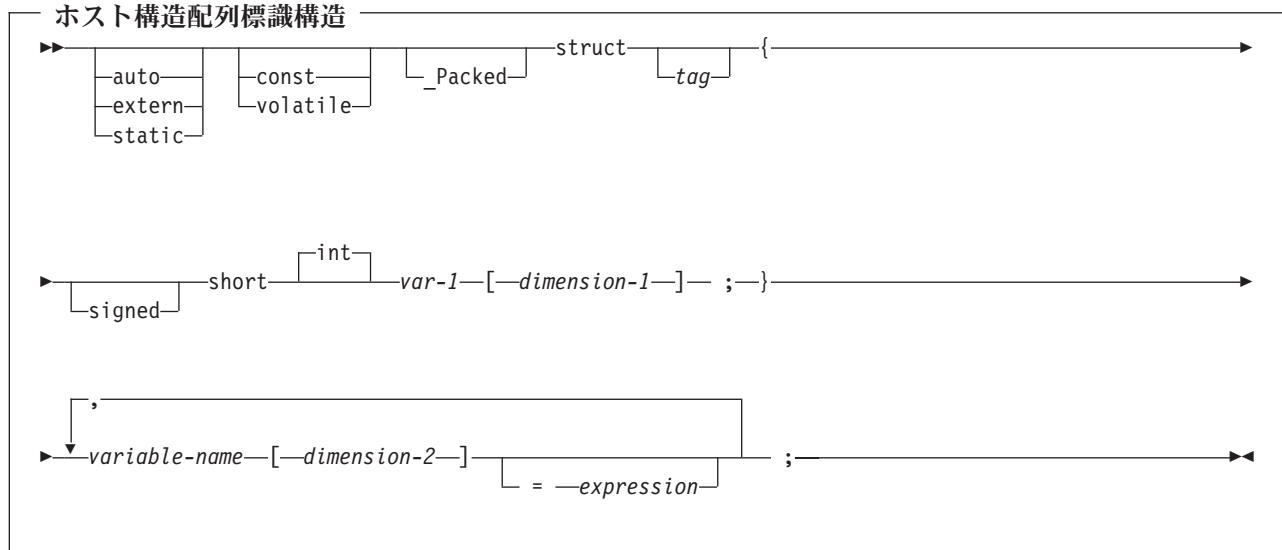 ホスト構造配列標識構造
struct {
auto const _Packed tag
extern volatile
static
int
short var-1 [ dimension-1 ] ; }
signed
,
variable-name [ dimension-2 ] ;
= expression